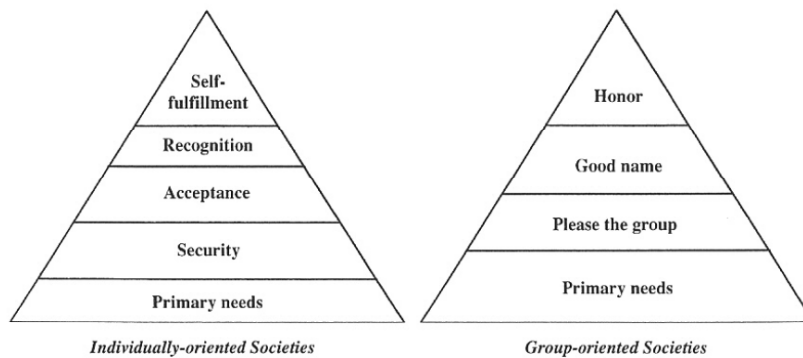 Self-
fulfillment
Recognition
Acceptance
Security
Primary needs
Individually-oriented Societies
Honor
Good name
Please the group
Primary needs
Group-oriented Societies